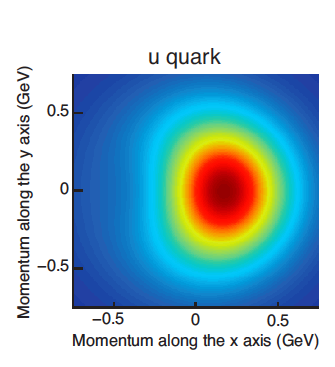 u quark
Momentum along the y axis (GeV)
0.5
0
–0.5
–0.5
0
0.5
Momentum along the x axis (GeV)